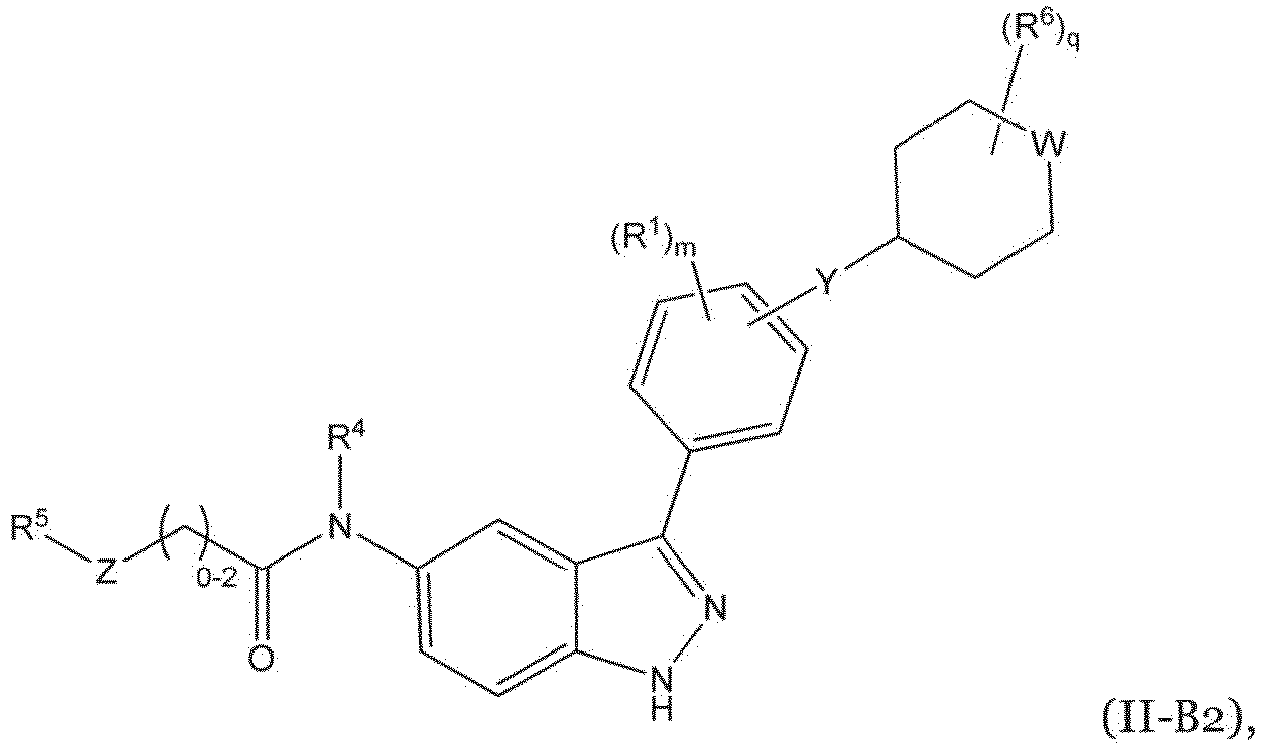 (R⁶)q
W
(R¹)m
Y
R⁴
R⁵
N
Z
( )0-2
N
O
N
H
(II-B2),